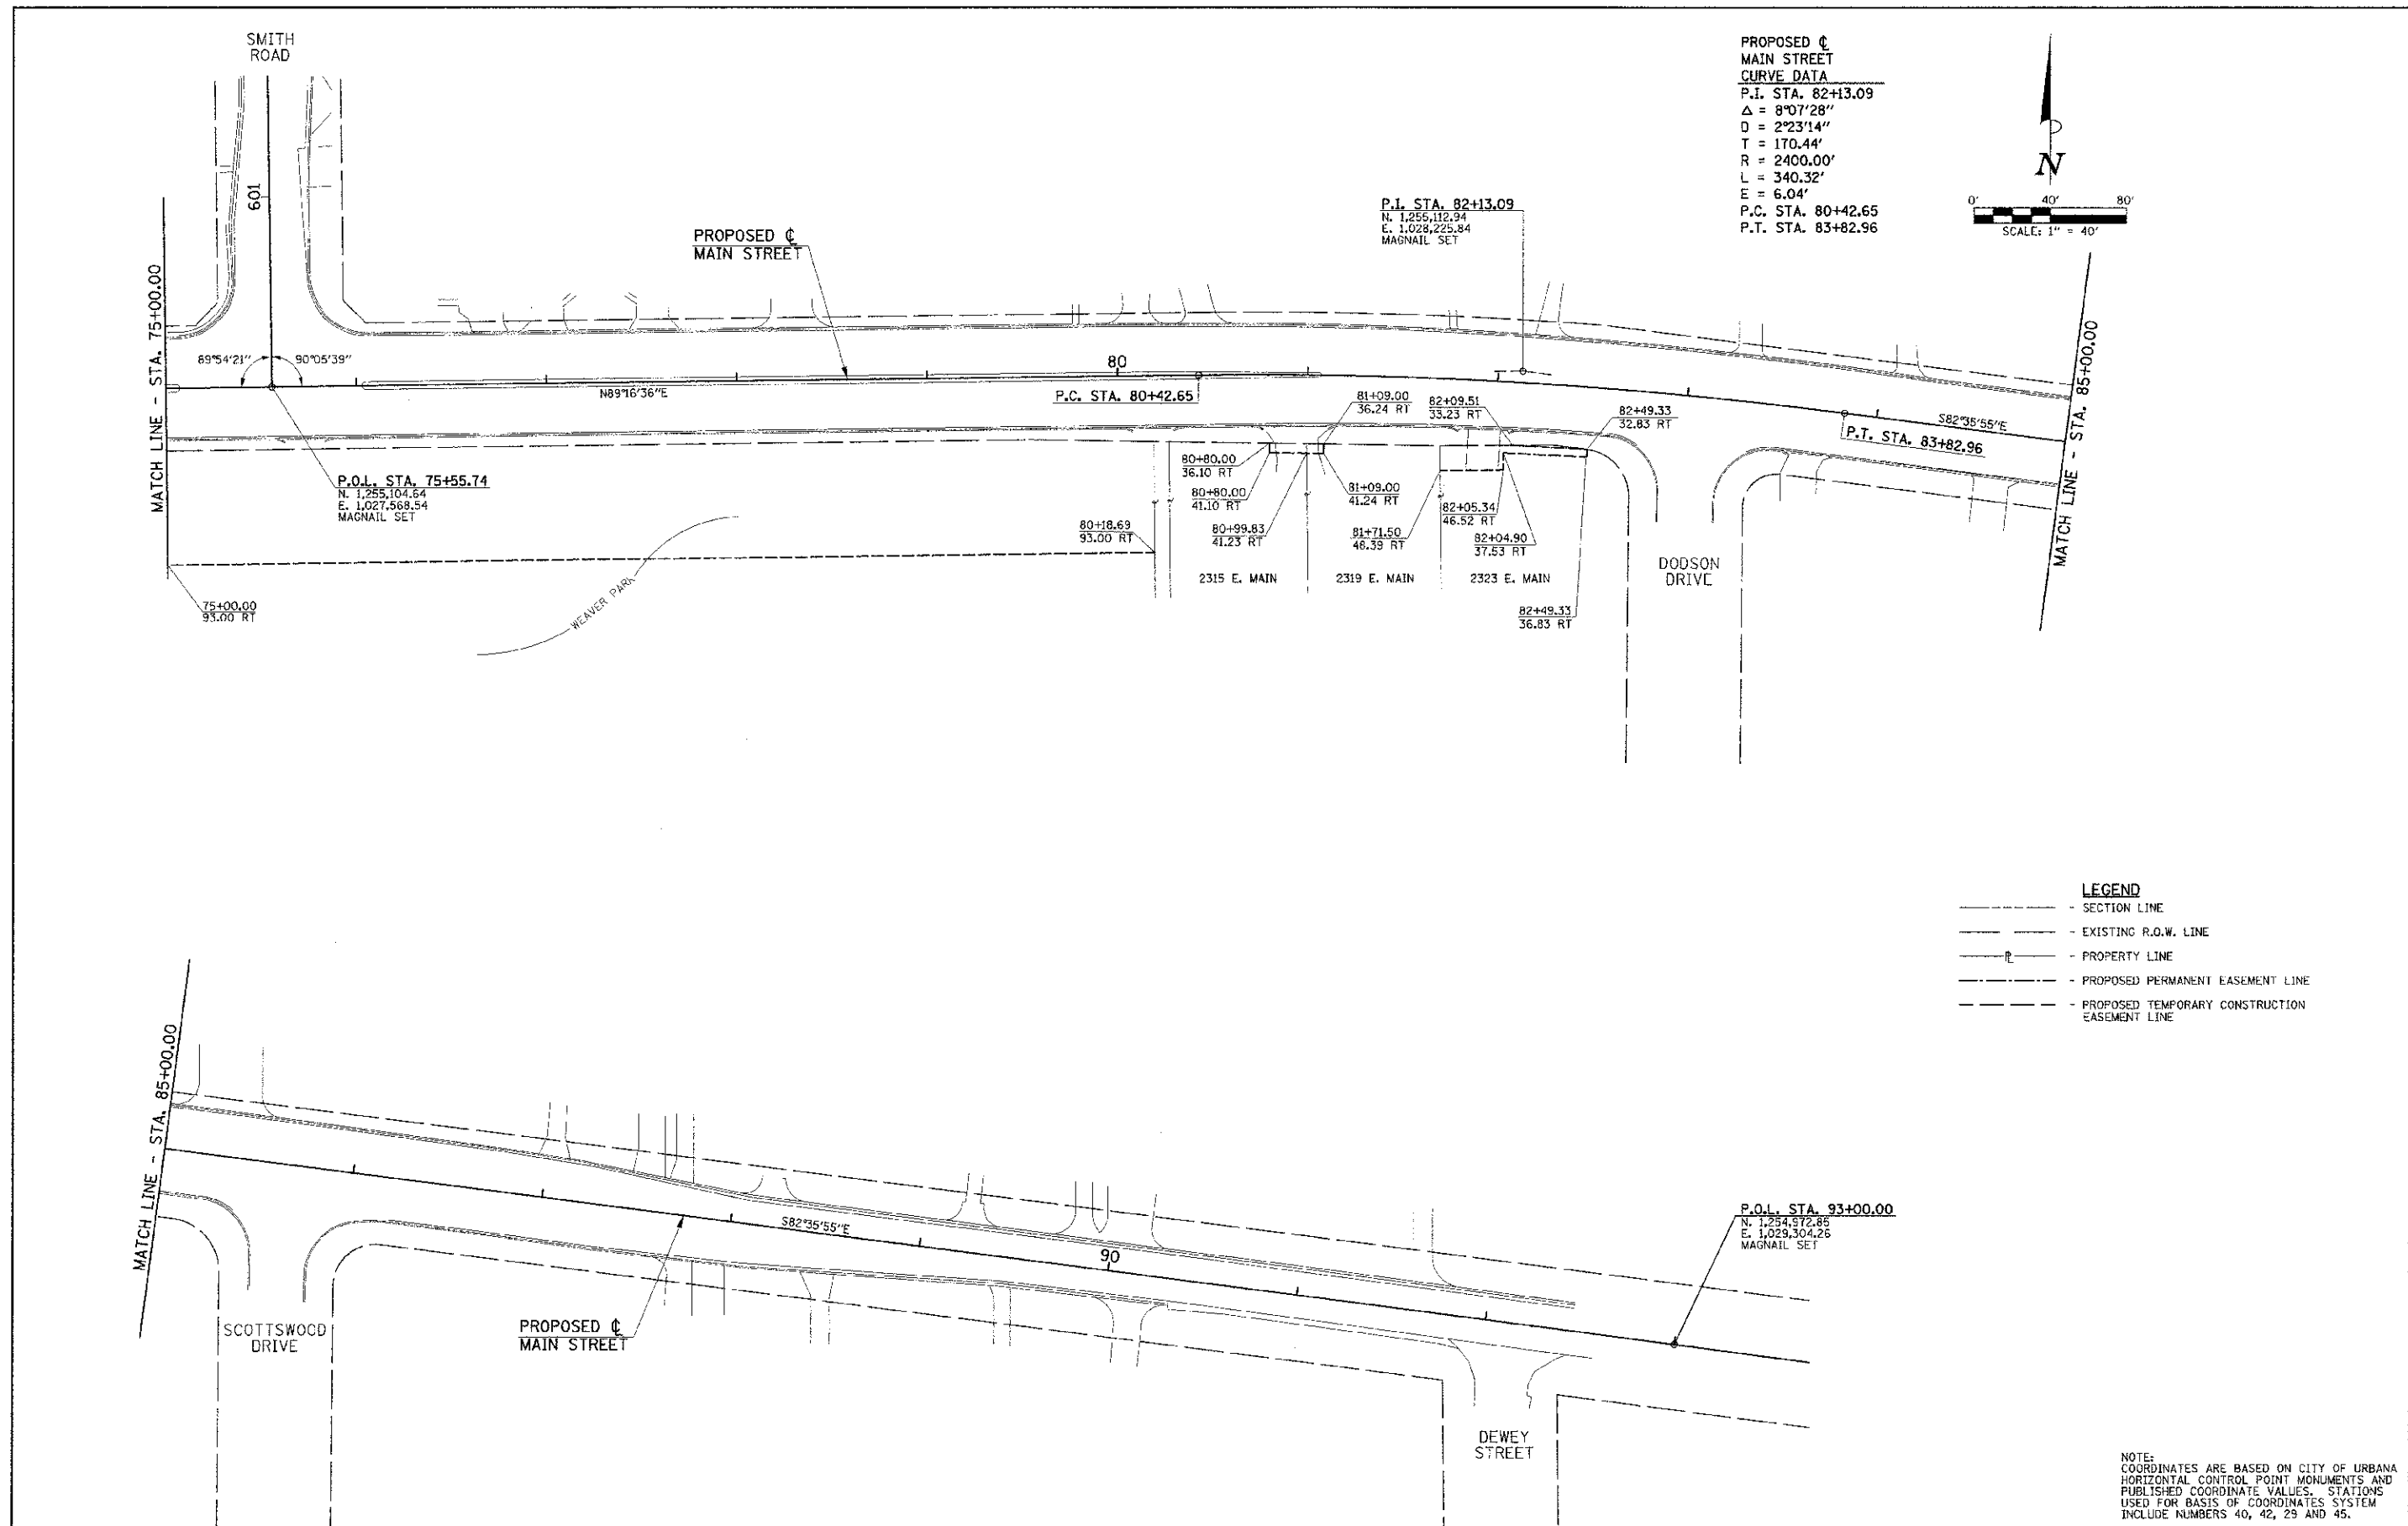 SMITH
ROAD
601
PROPOSED ℄
MAIN STREET
CURVE DATA
P.I. STA. 82+13.09
Δ = 8°07'28"
D = 2°23'14"
T = 170.44'
R = 2400.00'
L = 340.32'
E = 6.04'
P.C. STA. 80+42.65
P.T. STA. 83+82.96
N
0' 40' 80'
SCALE: 1" = 40'
P.I. STA. 82+13.09
N. 1,255,112.94
E. 1,028,225.84
MAGNAIL SET
PROPOSED ℄
MAIN STREET
MATCH LINE - STA. 75+00.00
89°54'21"
90°05'39"
N89°16'36"E
80
P.C. STA. 80+42.65
P.O.L. STA. 75+55.74
N. 1,255,104.64
E. 1,027,568.54
MAGNAIL SET
75+00.00
93.00 RT
WEAVER PARK
80+18.69
93.00 RT
80+80.00
36.10 RT
80+80.00
41.10 RT
80+99.83
41.23 RT
81+09.00
36.24 RT
81+09.00
41.24 RT
81+71.50
46.39 RT
82+09.51
33.23 RT
82+05.34
46.52 RT
82+04.90
37.53 RT
82+49.33
32.83 RT
82+49.33
36.83 RT
2315 E. MAIN
2319 E. MAIN
2323 E. MAIN
DODSON
DRIVE
P.T. STA. 83+82.96
S82°35'55"E
MATCH LINE - STA. 85+00.00
LEGEND
- SECTION LINE
- EXISTING R.O.W. LINE
℄ - PROPERTY LINE
- PROPOSED PERMANENT EASEMENT LINE
- PROPOSED TEMPORARY CONSTRUCTION
EASEMENT LINE
MATCH LINE - STA. 85+00.00
SCOTTSWOOD
DRIVE
PROPOSED ℄
MAIN STREET
S82°35'55"E
90
P.O.L. STA. 93+00.00
N. 1,254,972.85
E. 1,029,304.26
MAGNAIL SET
DEWEY
STREET
NOTE:
COORDINATES ARE BASED ON CITY OF URBANA
HORIZONTAL CONTROL POINT MONUMENTS AND
PUBLISHED COORDINATE VALUES. STATIONS
USED FOR BASIS OF COORDINATES SYSTEM
INCLUDE NUMBERS 40, 42, 29 AND 45.